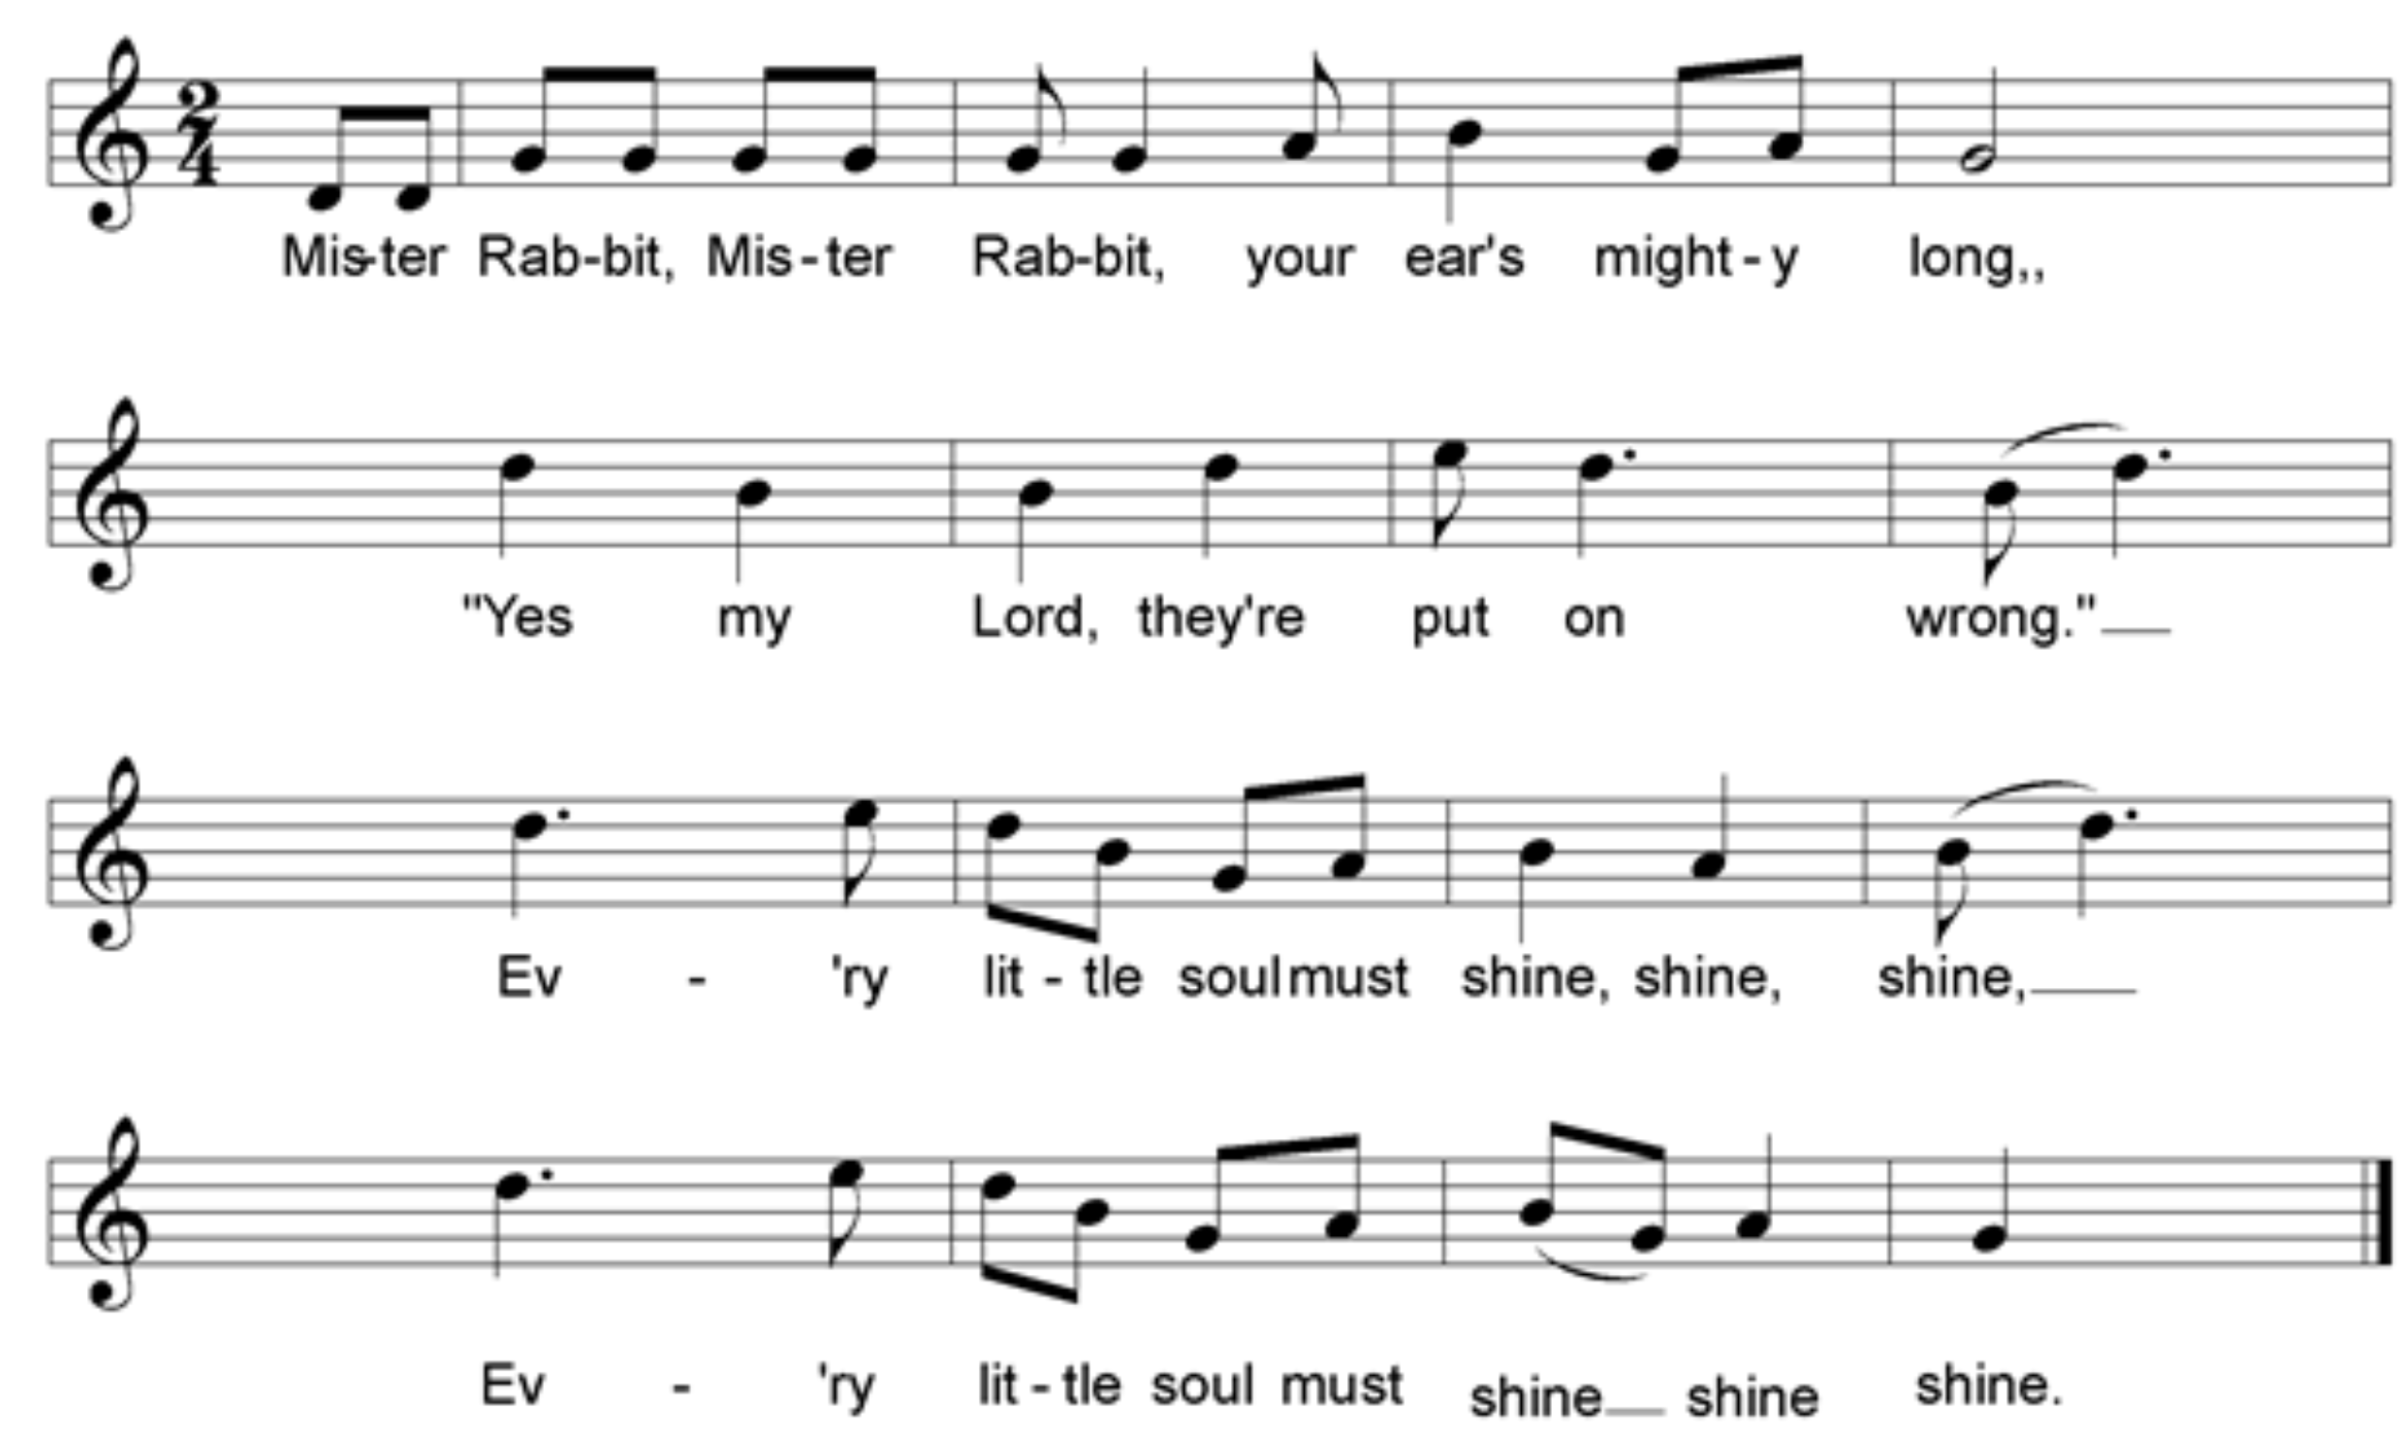 2
4
Mis-ter Rab-bit, Mis-ter Rab-bit, your ear's might-y long,,
"Yes my Lord, they're put on wrong."
Ev - 'ry lit-tle soul must shine, shine, shine,
Ev - 'ry lit-tle soul must shine shine shine.